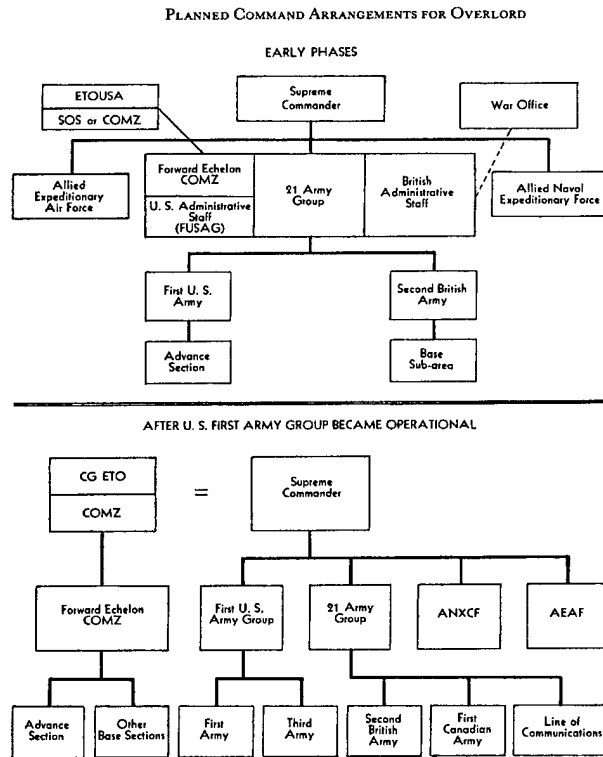 PLANNED COMMAND ARRANGEMENTS FOR OVERLORD
EARLY PHASES
ETOUSA
SOS or COMZ
Supreme
Commander
War Office
Allied
Expeditionary
Air Force
Forward Echelon
COMZ
U. S. Administrative
Staff
(FUSAG)
21 Army
Group
British
Administrative
Staff
Allied Naval
Expeditionary Force
First U. S.
Army
Second British
Army
Advance
Section
Base
Sub-area
AFTER U. S. FIRST ARMY GROUP BECAME OPERATIONAL
CG ETO
COMZ
=
Supreme
Commander
Forward Echelon
COMZ
First U. S.
Army Group
21 Army
Group
ANXCF
AEAF
Advance
Section
Other
Base Sections
First
Army
Third
Army
Second
British
Army
First
Canadian
Army
Line of
Communications